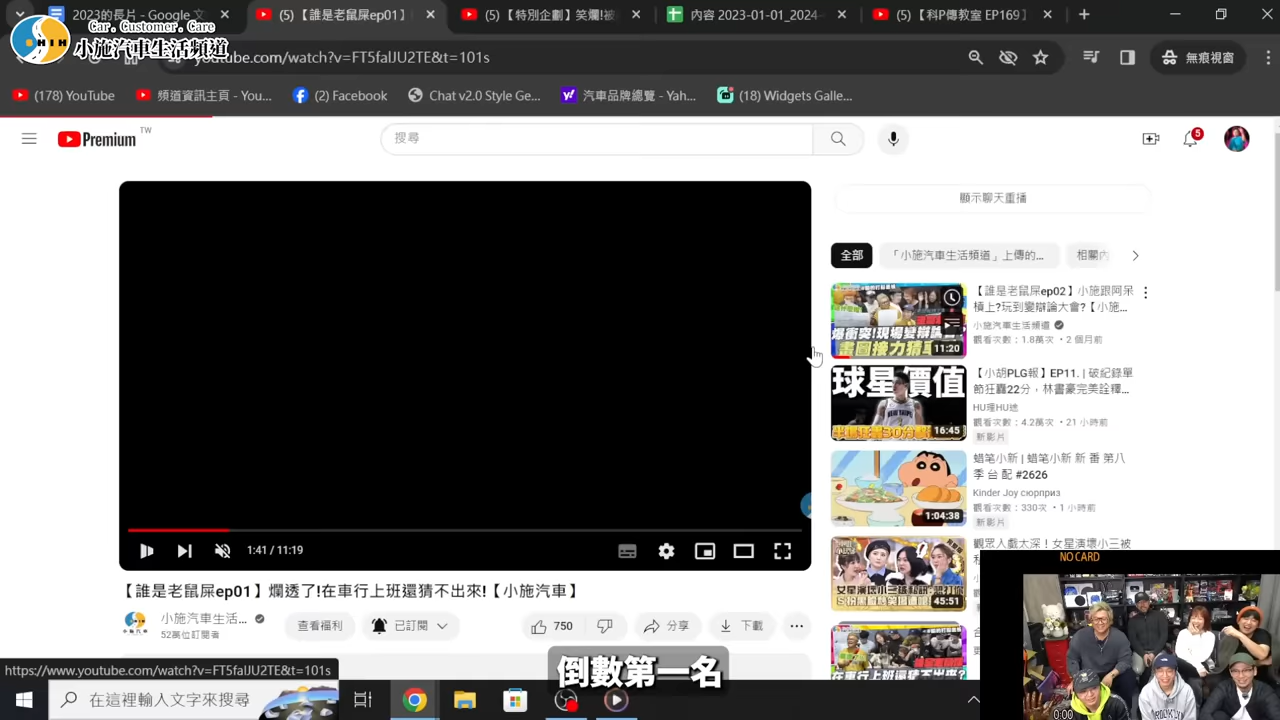 2023的長片 - Google 文
(5)【誰是老鼠屎ep01】
(5)【特別企劃】笑爛!被
內容 2023-01-01_2024
(5)【科P傳教室 EP169】
Car. Customer. Care
SHIH
小施汽車生活頻道
youtube.com/watch?v=FT5falJU2TE&t=101s
無痕視窗
(178) YouTube
頻道資訊主頁 - You...
(2) Facebook
Chat v2.0 Style Ge...
汽車品牌總覽 - Yah...
(18) Widgets Galle...
Premium TW
搜尋
5
顯示聊天重播
全部
「小施汽車生活頻道」上傳的...
相關內
11:20
【誰是老鼠屎ep02】小施跟阿呆
槓上?玩到變辯論大會?【小施...
小施汽車生活頻道
觀看次數：1.8萬次 ・2 個月前
球星價值
16:45
【小胡PLG報】EP11. | 破紀錄單
節狂轟22分，林書豪完美詮釋...
HU理HU途
觀看次數：4.2萬次 ・21 小時前
新影片
1:04:38
蜡笔小新 | 蜡笔小新 新 番 第八
季 台 配 #2626
Kinder Joy сюрприз
觀看次數：330次 ・1 小時前
新影片
45:51
觀眾人戲太深！女星演壞小三被
1:41 / 11:19
【誰是老鼠屎ep01】爛透了!在車行上班還猜不出來!【小施汽車】
小施汽車生活...
52萬位訂閱者
查看福利
已訂閱
750
分享
下載
https://www.youtube.com/watch?v=FT5falJU2TE&t=101s
在這裡輸入文字來搜尋
倒數第一名
NO CARD
0:00